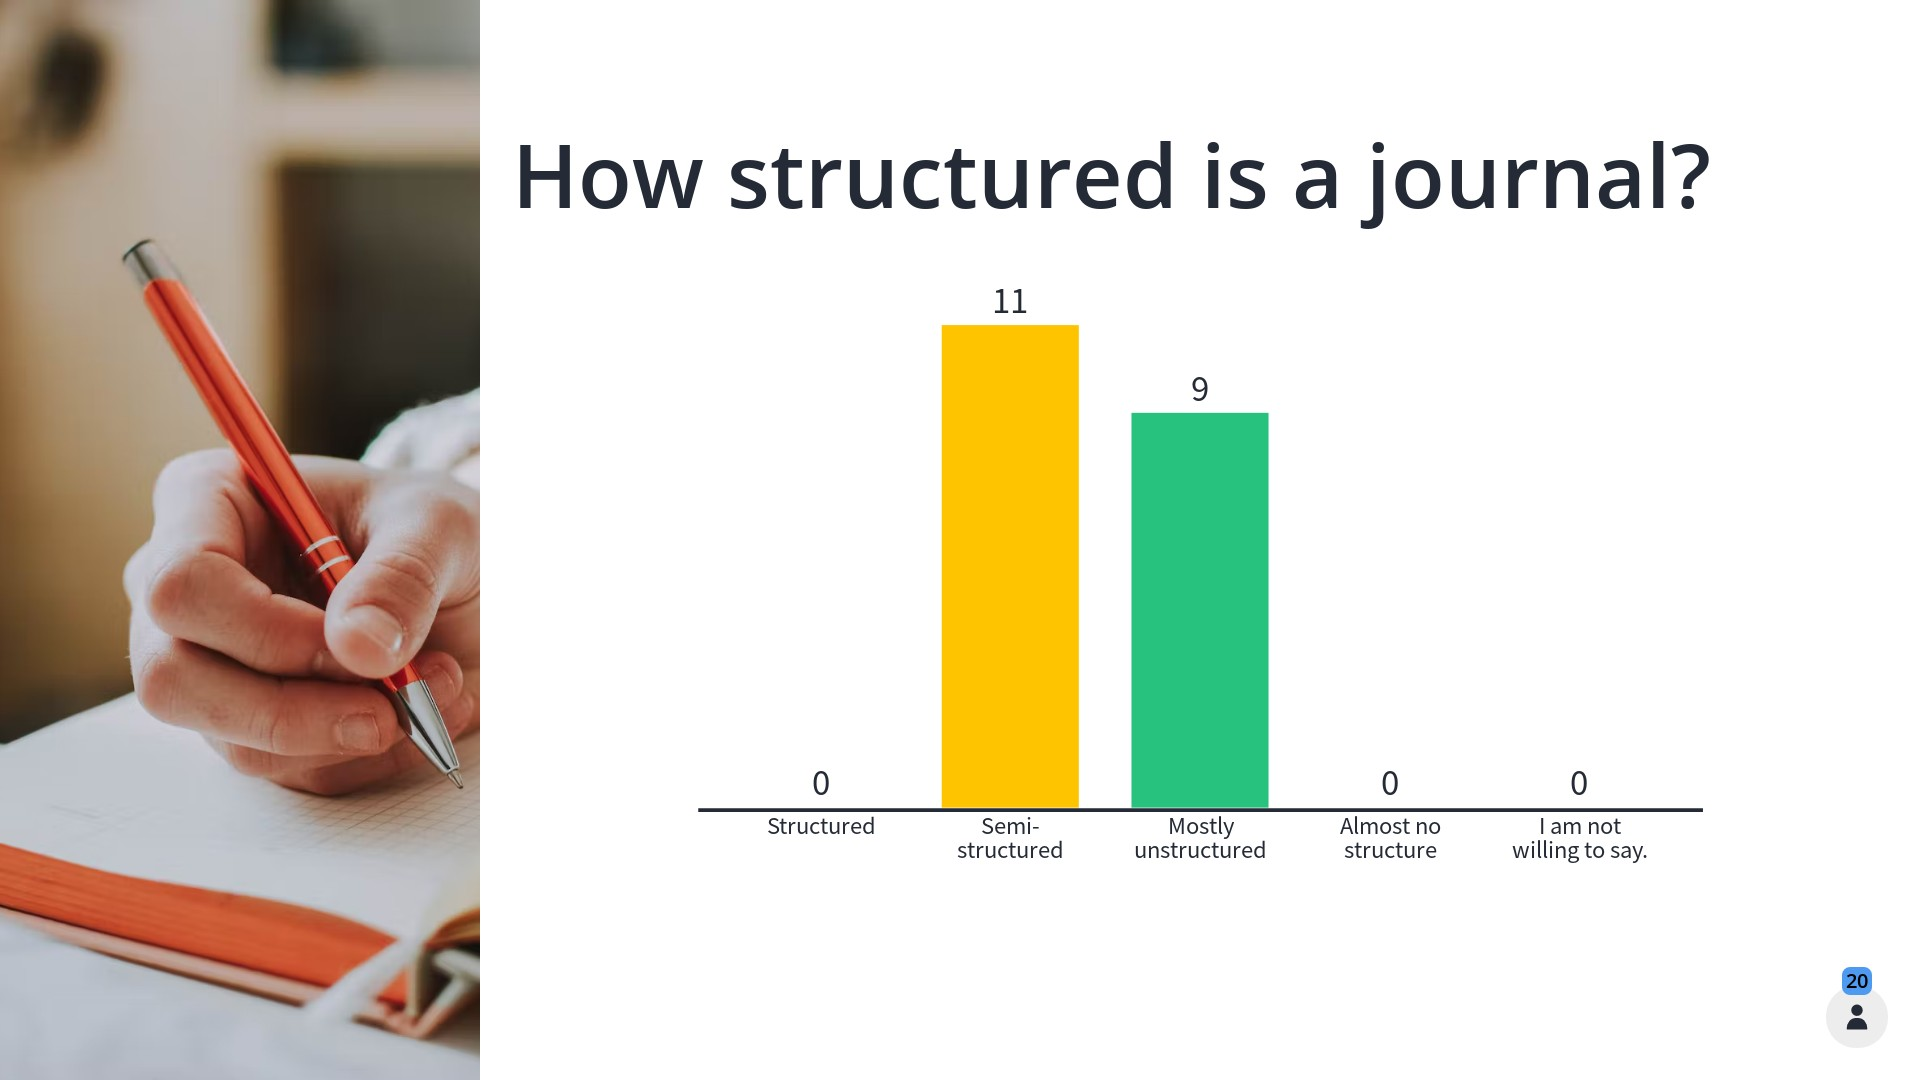 How structured is a journal?
11
9
0
0
0
Structured
Semi-
structured
Mostly
unstructured
Almost no
structure
I am not
willing to say.
20